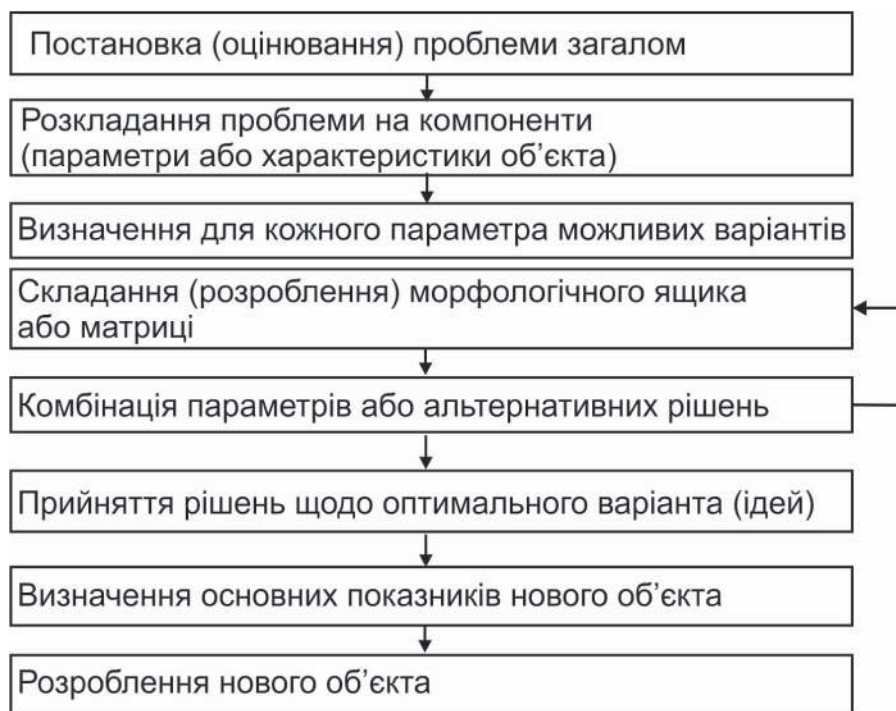 Постановка (оцінювання) проблеми загалом
Розкладання проблеми на компоненти
(параметри або характеристики об’єкта)
Визначення для кожного параметра можливих варіантів
Складання (розроблення) морфологічного ящика
або матриці
Комбінація параметрів або альтернативних рішень
Прийняття рішень щодо оптимального варіанта (ідей)
Визначення основних показників нового об’єкта
Розроблення нового об’єкта